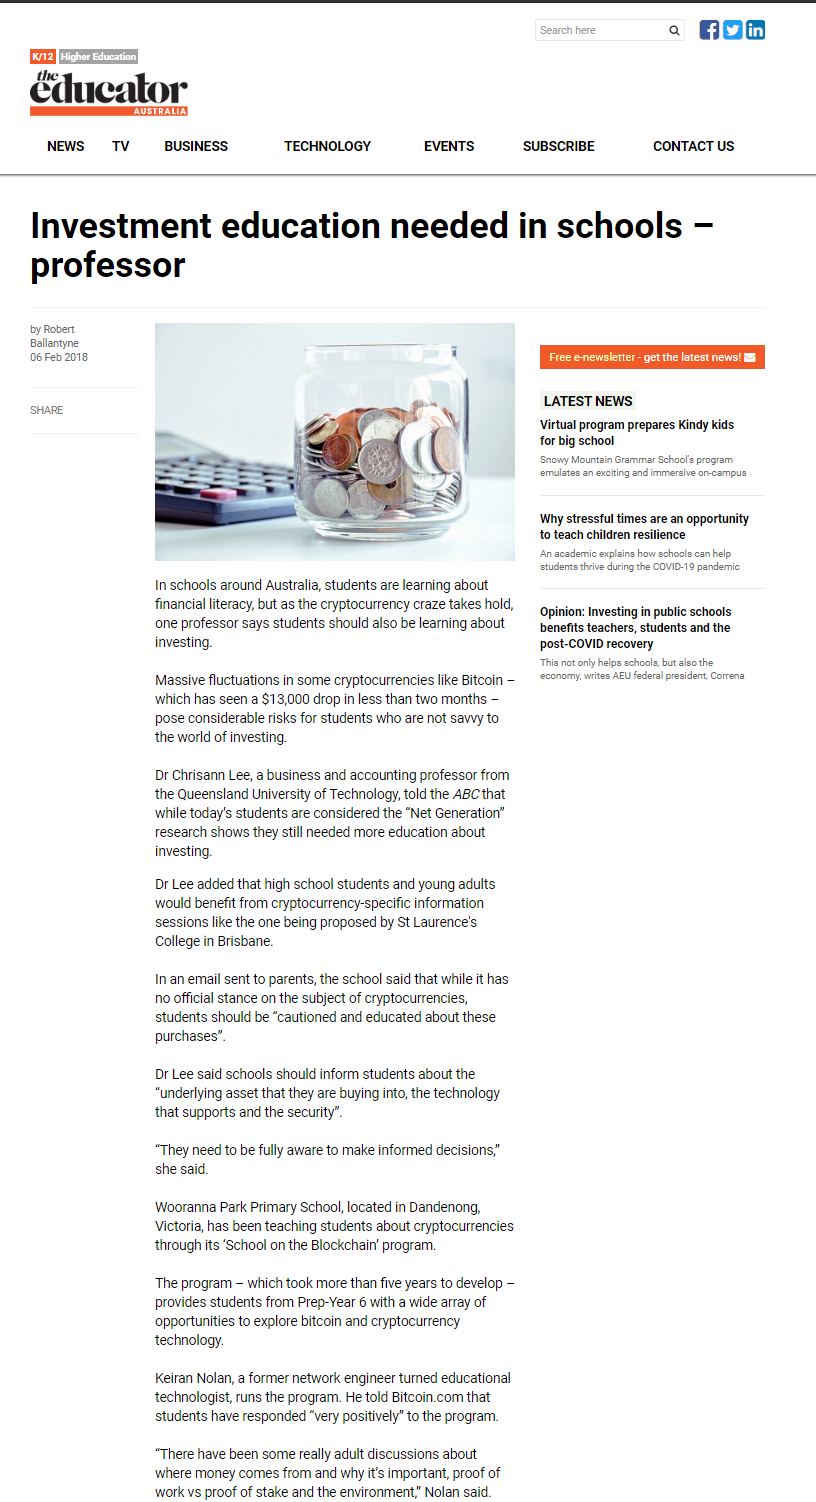 Search here
K/12 Higher Education
the
educator
AUSTRALIA
NEWS TV BUSINESS TECHNOLOGY EVENTS SUBSCRIBE CONTACT US
Investment education needed in schools –
professor
by Robert
Ballantyne
06 Feb 2018
SHARE
In schools around Australia, students are learning about
financial literacy, but as the cryptocurrency craze takes hold,
one professor says students should also be learning about
investing.
Massive fluctuations in some cryptocurrencies like Bitcoin –
which has seen a $13,000 drop in less than two months –
pose considerable risks for students who are not savvy to
the world of investing.
Dr Chrisann Lee, a business and accounting professor from
the Queensland University of Technology, told the ABC that
while today’s students are considered the “Net Generation”
research shows they still needed more education about
investing.
Dr Lee added that high school students and young adults
would benefit from cryptocurrency-specific information
sessions like the one being proposed by St Laurence's
College in Brisbane.
In an email sent to parents, the school said that while it has
no official stance on the subject of cryptocurrencies,
students should be “cautioned and educated about these
purchases”.
Dr Lee said schools should inform students about the
“underlying asset that they are buying into, the technology
that supports and the security”.
“They need to be fully aware to make informed decisions,”
she said.
Wooranna Park Primary School, located in Dandenong,
Victoria, has been teaching students about cryptocurrencies
through its ‘School on the Blockchain’ program.
The program – which took more than five years to develop –
provides students from Prep-Year 6 with a wide array of
opportunities to explore bitcoin and cryptocurrency
technology.
Keiran Nolan, a former network engineer turned educational
technologist, runs the program. He told Bitcoin.com that
students have responded “very positively” to the program.
“There have been some really adult discussions about
where money comes from and why it’s important, proof of
work vs proof of stake and the environment,” Nolan said.
Free e-newsletter - get the latest news!
LATEST NEWS
Virtual program prepares Kindy kids
for big school
Snowy Mountain Grammar School's program
emulates an exciting and immersive on-campus
Why stressful times are an opportunity
to teach children resilience
An academic explains how schools can help
students thrive during the COVID-19 pandemic
Opinion: Investing in public schools
benefits teachers, students and the
post-COVID recovery
This not only helps schools, but also the
economy, writes AEU federal president, Correna